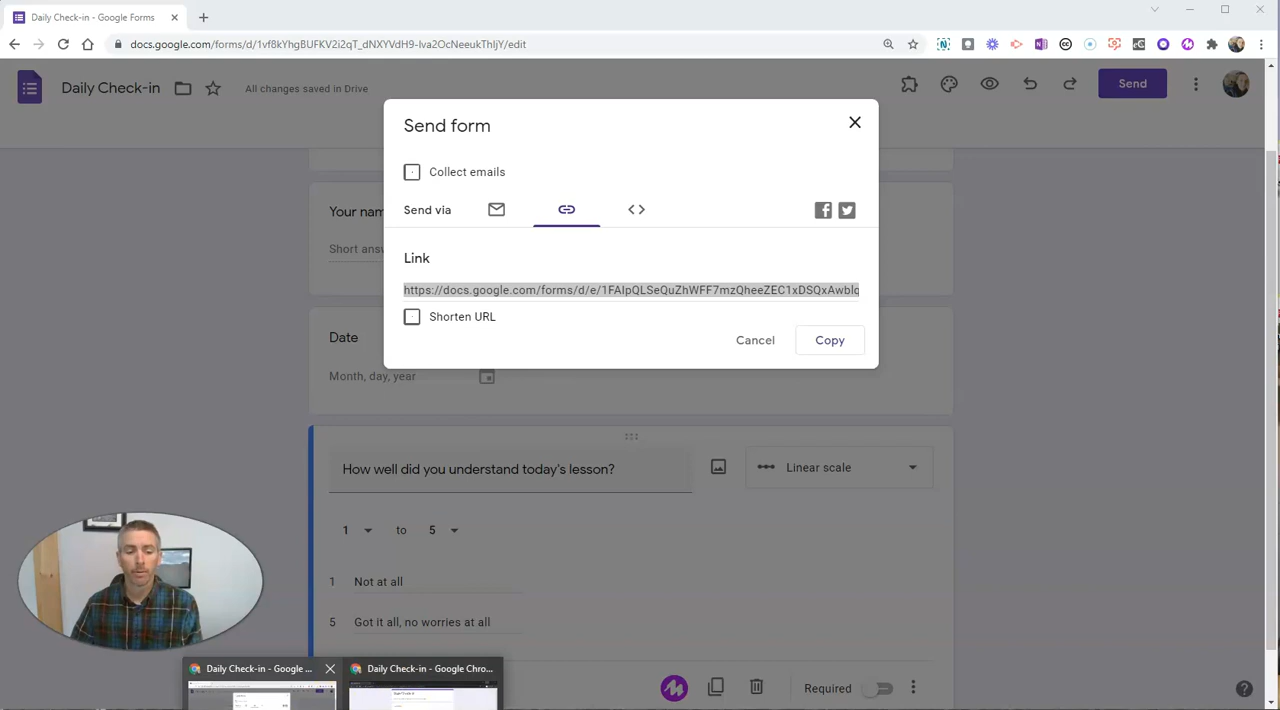 Daily Check-in - Google Forms
docs.google.com/forms/d/1vf8kYhgBUFKV2i2qT_dNXYVdH9-lva2OcNeeukThIjY/edit
Daily Check-in
All changes saved in Drive
Send
Send form
Collect emails
Send via
Link
https://docs.google.com/forms/d/e/1FAIpQLSeQuZhWFF7mzQheeZEC1xDSQxAwblq
Shorten URL
Cancel
Copy
Your nam
Short answ
Date
Month, day, year
How well did you understand today's lesson?
Linear scale
1
to
5
1 Not at all
5 Got it all, no worries at all
Daily Check-in - Google ...
Daily Check-in - Google Chro...
Required